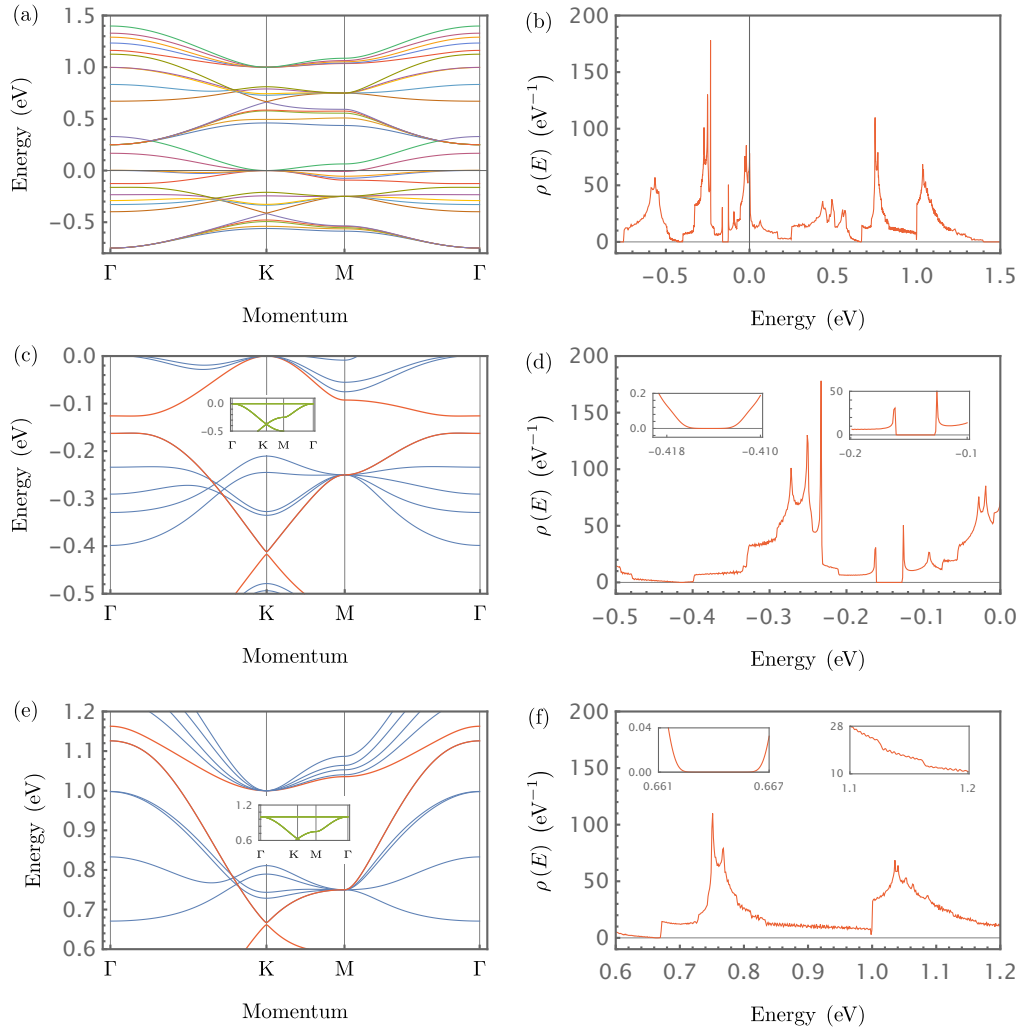 (a)
1.5
1.0
0.5
0.0
−0.5
Energy (eV)
Γ K M Γ
Momentum
(b)
200
150
100
50
0
ρ(E) (eV⁻¹)
−0.5 0.0 0.5 1.0 1.5
Energy (eV)
(c)
0.0
−0.1
−0.2
−0.3
−0.4
−0.5
Energy (eV)
0.0
−0.5
Γ K M Γ
Γ K M Γ
Momentum
(d)
200
150
100
50
0
ρ(E) (eV⁻¹)
0.2
0.0
−0.418 −0.410
50
0
−0.2 −0.1
−0.5 −0.4 −0.3 −0.2 −0.1 0.0
Energy (eV)
(e)
1.2
1.1
1.0
0.9
0.8
0.7
0.6
Energy (eV)
1.2
0.6
Γ K M Γ
Γ K M Γ
Momentum
(f)
200
150
100
50
0
ρ(E) (eV⁻¹)
0.04
0.00
0.661 0.667
28
10
1.1 1.2
0.6 0.7 0.8 0.9 1.0 1.1 1.2
Energy (eV)